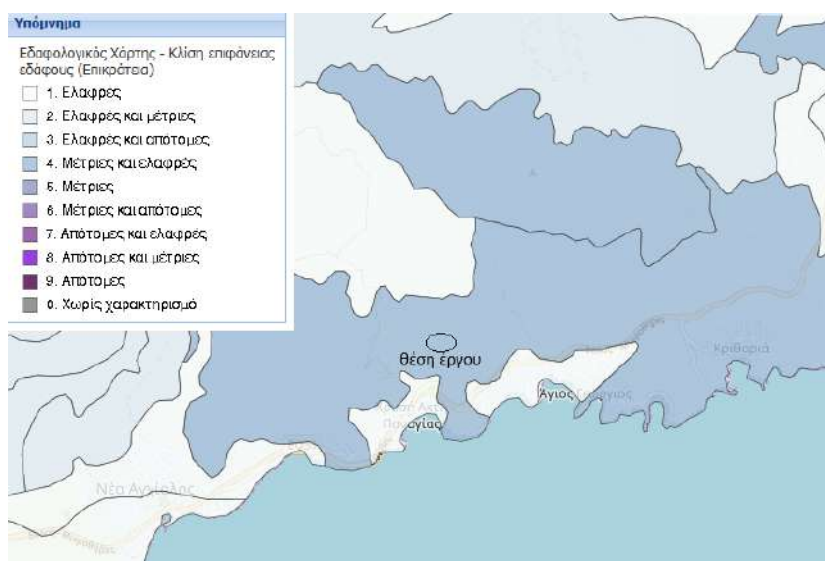 Υπόμνημα
Εδαφολογικός Χάρτης - Κλίση επιφάνειας
εδάφους (Επικράτεια)
1. Ελαφρές
2. Ελαφρές και μέτριες
3. Ελαφρές και απότομες
4. Μέτριες και ελαφρές
5. Μέτριες
6. Μέτριες και απότομες
7. Απότομες και ελαφρές
8. Απότομες και μέτριες
9. Απότομες
0. Χωρίς χαρακτηρισμό
θέση έργου
Κριθαριά
Άγιος Γεώργιος
Παναγίας
Νέα Αγχίαλος